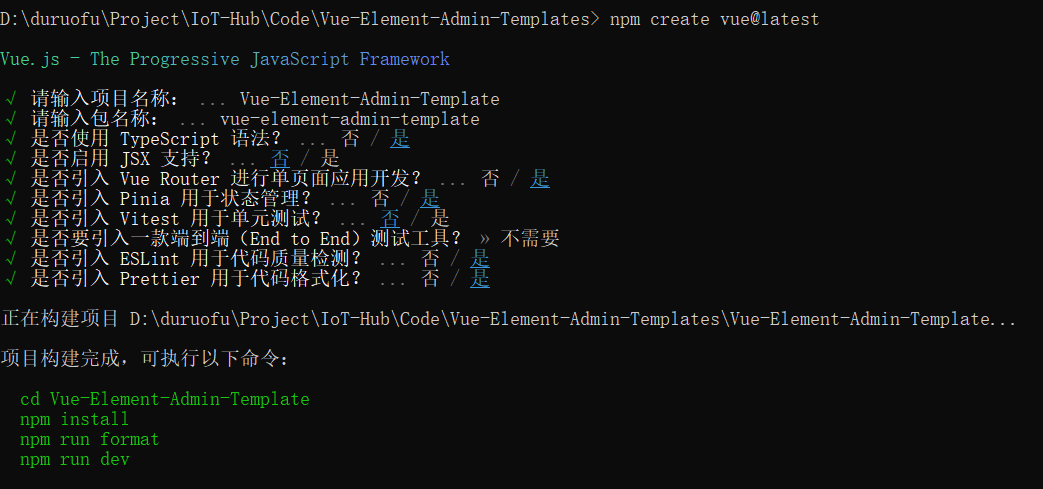 D:\duruofu\Project\IoT-Hub\Code\Vue-Element-Admin-Templates> npm create vue@latest
Vue.js - The Progressive JavaScript Framework
√ 请输入项目名称： ... Vue-Element-Admin-Template
√ 请输入包名称： ... vue-element-admin-template
√ 是否使用 TypeScript 语法？ ... 否 / 是
√ 是否启用 JSX 支持？ ... 否 / 是
√ 是否引入 Vue Router 进行单页面应用开发？ ... 否 / 是
√ 是否引入 Pinia 用于状态管理？ ... 否 / 是
√ 是否引入 Vitest 用于单元测试？ ... 否 / 是
√ 是否要引入一款端到端（End to End）测试工具？ » 不需要
√ 是否引入 ESLint 用于代码质量检测？ ... 否 / 是
√ 是否引入 Prettier 用于代码格式化？ ... 否 / 是
正在构建项目 D:\duruofu\Project\IoT-Hub\Code\Vue-Element-Admin-Templates\Vue-Element-Admin-Template...
项目构建完成，可执行以下命令：
cd Vue-Element-Admin-Template
npm install
npm run format
npm run dev